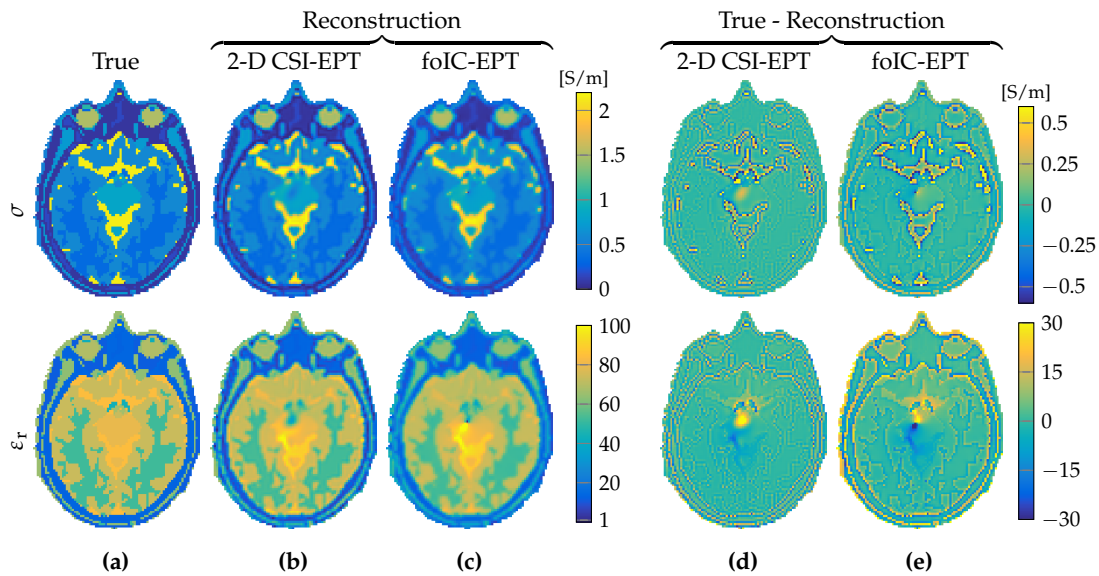 Reconstruction
True - Reconstruction
True
2-D CSI-EPT
foIC-EPT
2-D CSI-EPT
foIC-EPT
[S/m]
[S/m]
σ
2
1.5
1
0.5
0
0.5
0.25
0
−0.25
−0.5
εr
100
80
60
40
20
1
30
15
0
−15
−30
(a)
(b)
(c)
(d)
(e)